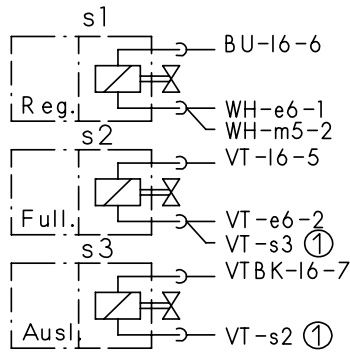 s1
BU-16-6
Reg.
WH-e6-1
WH-m5-2
s2
VT-16-5
Full.
VT-e6-2
VT-s3 ①
s3
VTBK-16-7
Ausl.
VT-s2 ①